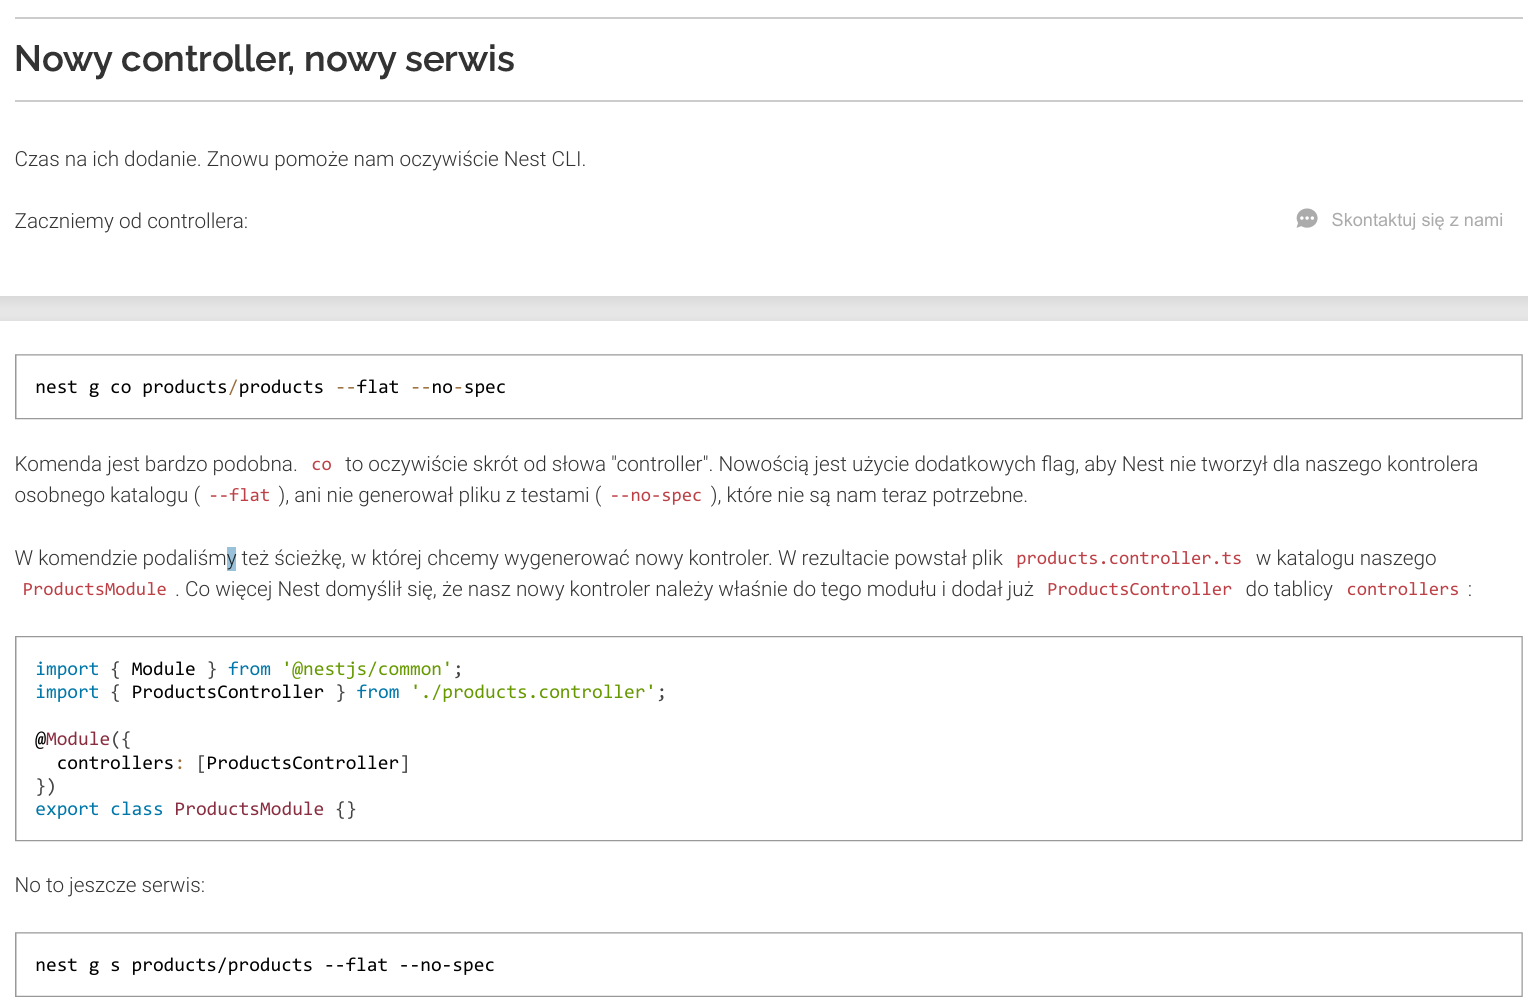 Nowy controller, nowy serwis
Czas na ich dodanie. Znowu pomoże nam oczywiście Nest CLI.
Zaczniemy od controllera:
Skontaktuj się z nami
nest g co products/products --flat --no-spec
Komenda jest bardzo podobna. co to oczywiście skrót od słowa "controller". Nowością jest użycie dodatkowych flag, aby Nest nie tworzył dla naszego kontrolera
osobnego katalogu ( --flat ), ani nie generował pliku z testami ( --no-spec ), które nie są nam teraz potrzebne.
W komendzie podaliśmy też ścieżkę, w której chcemy wygenerować nowy kontroler. W rezultacie powstał plik products.controller.ts w katalogu naszego
ProductsModule . Co więcej Nest domyślił się, że nasz nowy kontroler należy właśnie do tego modułu i dodał już ProductsController do tablicy controllers :
import { Module } from '@nestjs/common';
import { ProductsController } from './products.controller';
@Module({
  controllers: [ProductsController]
})
export class ProductsModule {}
No to jeszcze serwis:
nest g s products/products --flat --no-spec